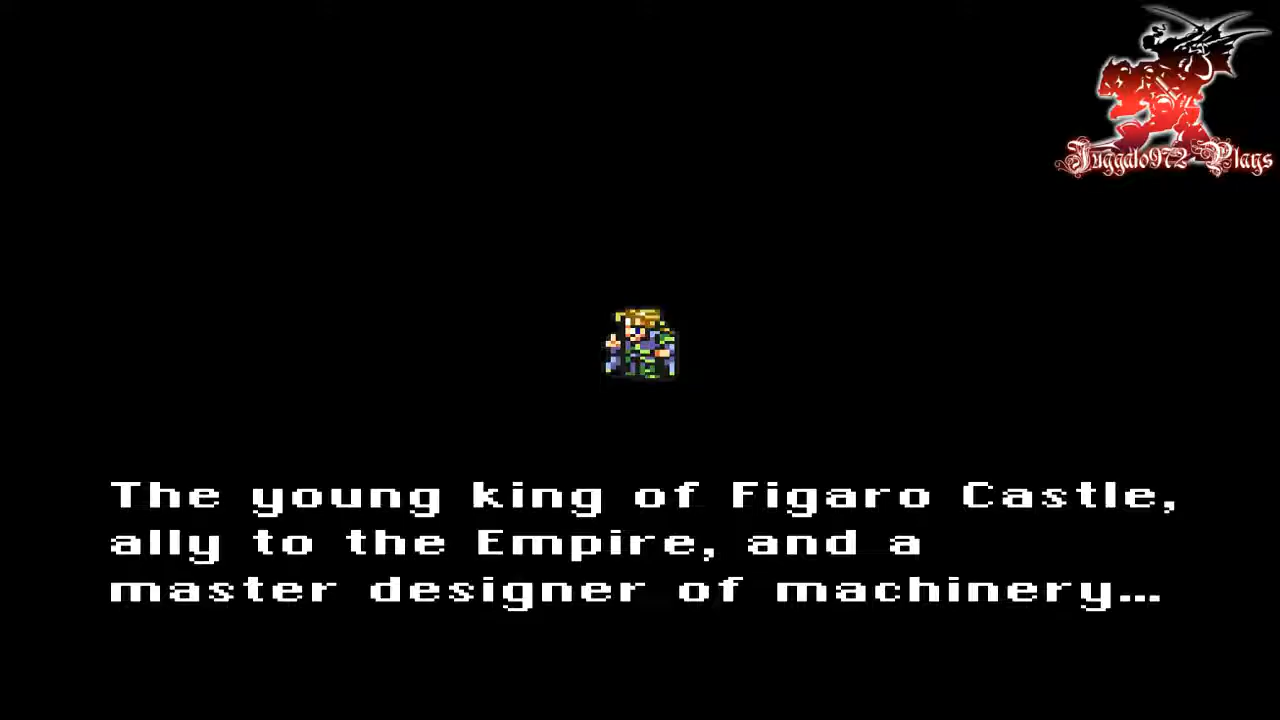 Juggalo972 Plays
The young king of Figaro Castle,
ally to the Empire, and a
master designer of machinery…